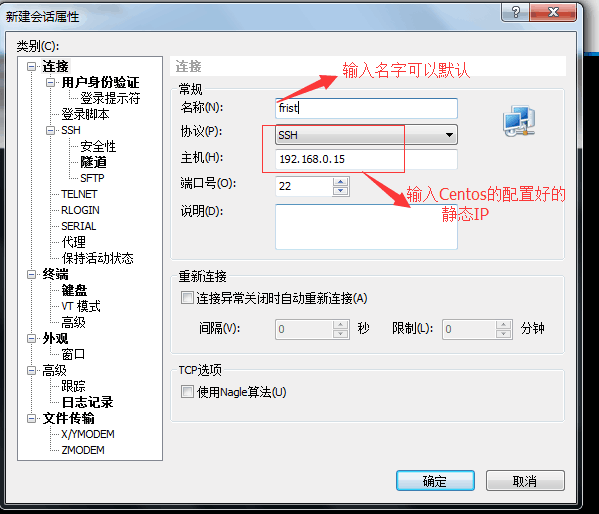 新建会话属性
类别(C):
连接
用户身份验证
登录提示符
登录脚本
SSH
安全性
隧道
SFTP
TELNET
RLOGIN
SERIAL
代理
保持活动状态
终端
键盘
VT 模式
高级
外观
窗口
高级
跟踪
日志记录
文件传输
X/YMODEM
ZMODEM
连接
输入名字可以默认
常规
名称(N): frist
协议(P): SSH
主机(H): 192.168.0.15
端口号(O): 22
输入Centos的配置好的
静态IP
说明(D):
重新连接
连接异常关闭时自动重新连接(A)
间隔(V): 0 秒 限制(L): 0 分钟
TCP选项
使用Nagle算法(U)
确定 取消